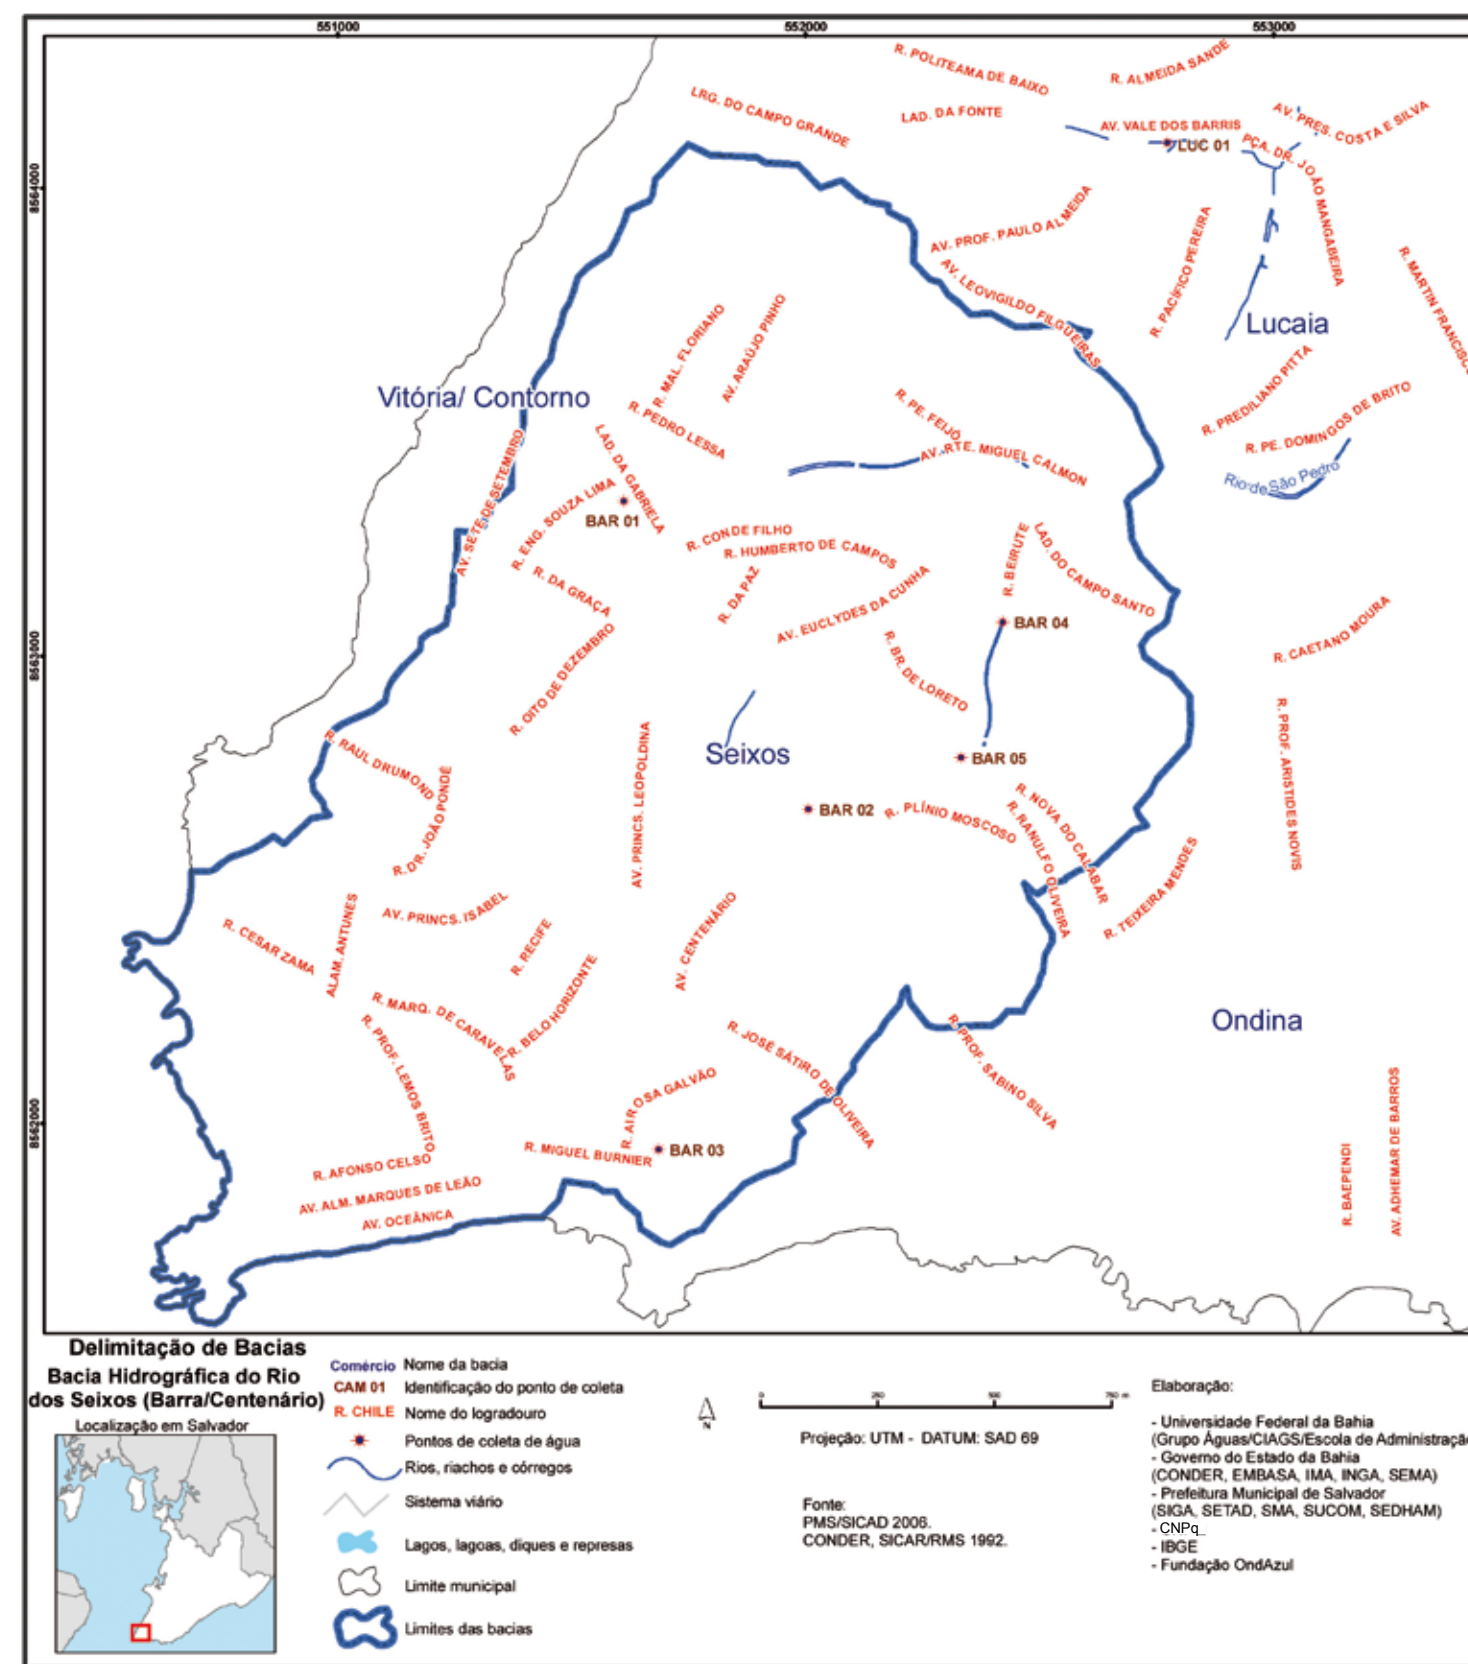 551000
552000
553000
8564000
8563000
8562000
R. POLITEAMA DE BAIXO
R. ALMEIDA SANDE
LRG. DO CAMPO GRANDE
LAD. DA FONTE
AV. VALE DOS BARRIS
AV. PRES. COSTA E SILVA
LUC 01
PÇA. DR. JOÃO MANGABEIRA
AV. PROF. PAULO ALMEIDA
R. PACÍFICO PEREIRA
R. MARTIN FRANCISCO
AV. LEOVIGILDO FILGUEIRAS
Lucaia
R. MAL. FLORIANO
AV. ARAÚJO PINHO
Vitória/ Contorno
R. PEDRO LESSA
R. PE. FEIJÓ
R. PREDILIANO PITTA
R. PE. DOMINGOS DE BRITO
AV. SETE DE SETEMBRO
LAD. DA GABRIELA
AV. RTE. MIGUEL CALMON
Rio de São Pedro
R. ENG. SOUZA LIMA
BAR 01
R. CONDE FILHO
R. HUMBERTO DE CAMPOS
R. BEIRUTE
LAD. DO CAMPO SANTO
R. DA GRAÇA
R. DA PAZ
AV. EUCLYDES DA CUNHA
BAR 04
R. CAETANO MOURA
R. OITO DE DEZEMBRO
R. BR. DE LORETO
R. RAUL DRUMOND
AV. PRINCS. LEOPOLDINA
Seixos
BAR 05
R. PROF. ARISTIDES NOVIS
R. DR. JOÃO PONDÉ
BAR 02
R. PLÍNIO MOSCOSO
R. NOVA DO CALABAR
R. RANULFO OLIVEIRA
R. TEIXEIRA MENDES
R. CESAR ZAMA
ALAM. ANTUNES
AV. PRINCS. ISABEL
R. RECIFE
AV. CENTENÁRIO
R. MARQ. DE CARAVELAS
R. BELO HORIZONTE
Ondina
R. PROF. LEMOS BRITO
R. JOSÉ SÁTIRO DE OLIVEIRA
R. PROF. SABINO SILVA
R. AIROSA GALVÃO
R. MIGUEL BURNIER
BAR 03
R. AFONSO CELSO
AV. ALM. MARQUES DE LEÃO
AV. OCEÂNICA
R. BAEPENDI
AV. ADHEMAR DE BARROS
Delimitação de Bacias
Bacia Hidrográfica do Rio
dos Seixos (Barra/Centenário)
Localização em Salvador
Comércio Nome da bacia
CAM 01 Identificação do ponto de coleta
R. CHILE Nome do logradouro
Pontos de coleta de água
Rios, riachos e córregos
Sistema viário
Lagos, lagoas, diques e represas
Limite municipal
Limites das bacias
N
0 250 500 750 m
Projeção: UTM - DATUM: SAD 69
Fonte:
PMS/SICAD 2006.
CONDER, SICAR/RMS 1992.
Elaboração:
- Universidade Federal da Bahia
(Grupo Águas/CIAGS/Escola de Administração
- Governo do Estado da Bahia
(CONDER, EMBASA, IMA, INGA, SEMA)
- Prefeitura Municipal de Salvador
(SIGA, SETAD, SMA, SUCOM, SEDHAM)
- CNPq_
- IBGE
- Fundação OndAzul